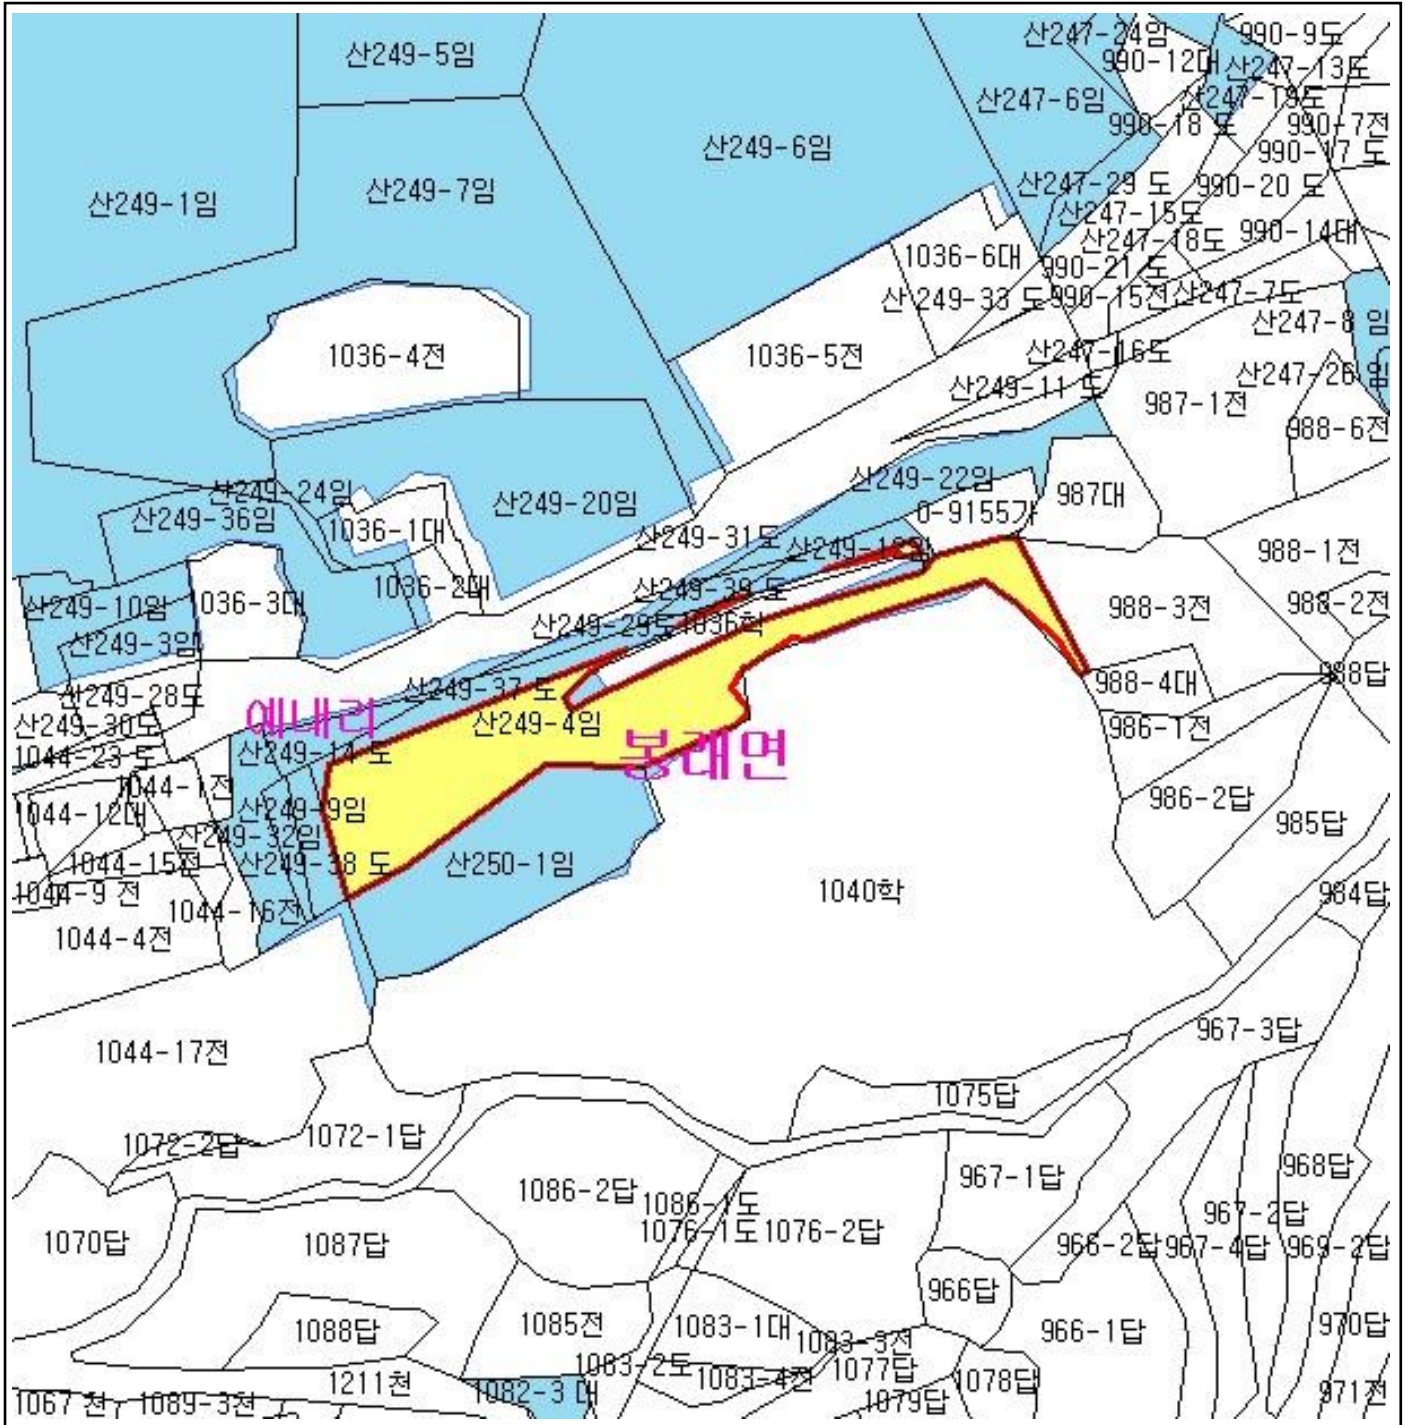 산247-24임
990-9도
산249-5임
990-12대
산247-13도
산247-6임
산247-19도
990-18 도
990-7전
산249-6임
990-17 도
산249-7임
산247-29 도
990-20 도
산249-1임
산247-15도
산247-18도
990-14대
1036-6대
990-21 도
산 249-33 도
990-15전
산247-7도
산247-8 임
1036-4전
1036-5전
산247-16도
산247-26 임
산249-11 도
987-1전
988-6전
산249-22임
산249-24임
987대
산249-20임
0-9155가
산249-36임
1036-1대
산249-31도
988-1전
1036-2대
산249-39 도
036-3대
988-2전
산249-10임
988-3전
산249-29도
1036학
산249-3임
988답
988-4대
산249-37 도
산249-28도
예내리
산249-4임
986-1전
산249-30도
산249-14 도
봉래면
1044-23 도
1044-1전
986-2답
1044-12대
산249-9임
985답
산249-32임
1044-15전
산249-38 도
산250-1임
1044-9 전
1040학
984답
1044-16전
1044-4전
967-3답
1044-17전
1075답
1072-2답
1072-1답
968답
967-1답
1086-2답
1086-1도
967-2답
1070답
1087답
1076-1도
1076-2답
966-2답
967-4답
969-2답
966답
1088답
1085전
1083-1대
966-1답
970답
1083-3전
1083-2도
1083-4전
1077답
1211천
1078답
1067 천
1089-3천
1082-3 대
1079답
971전